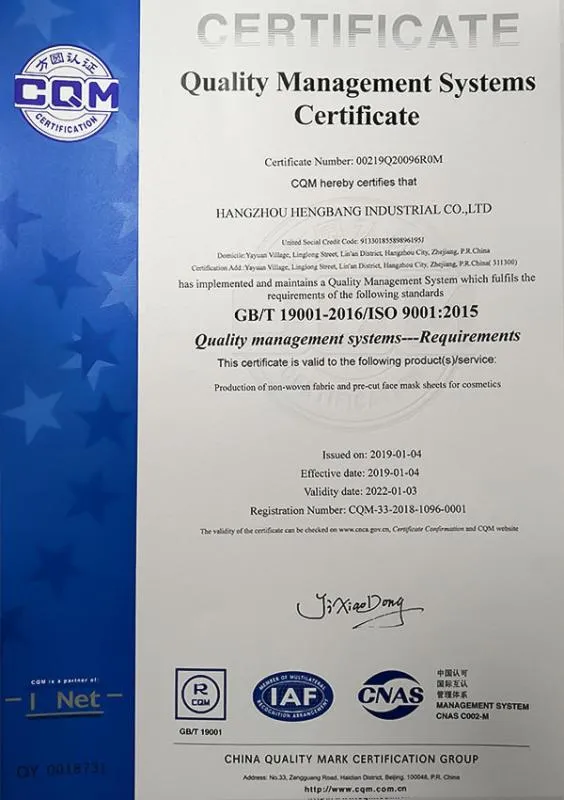 CERTIFICATE
方圆认证
CQM
CERTIFICATION
Quality Management Systems
Certificate
Certificate Number: 00219Q20096R0M
CQM hereby certifies that
HANGZHOU HENGBANG INDUSTRIAL CO.,LTD
United Social Credit Code: 91330185589896195J
Domicile:Yayuan Village, Linglong Street, Lin'an District, Hangzhou City, Zhejiang, P.R.China
Certification Add :Yayuan Village, Linglong Street, Lin'an District, Hangzhou City, Zhejiang, P.R.China( 311300)
has implemented and maintains a Quality Management System which fulfils the
requirements of the following standards
GB/T 19001-2016/ISO 9001:2015
Quality management systems---Requirements
This certificate is valid to the following product(s)/service:
Production of non-woven fabric and pre-cut face mask sheets for cosmetics
Issued on: 2019-01-04
Effective date: 2019-01-04
Validity date: 2022-01-03
Registration Number: CQM-33-2018-1096-0001
The validity of the certificate can be checked on www.cnca.gov.cn, Certificate Confirmation and CQM website
Ji XiaoDong
CQM is a partner of:
I Net
R
CQM
GB/T 19001
MEMBER OF MULTILATERAL
IAF
RECOGNITION ARRANGEMENT
CNAS
中国认可
国际互认
管理体系
MANAGEMENT SYSTEM
CNAS C002-M
QY 0018731
CHINA QUALITY MARK CERTIFICATION GROUP
Address: No.33, Zengguang Road, Haidian District, Beijing, 100048, P.R. China
http://www.cqm.com.cn